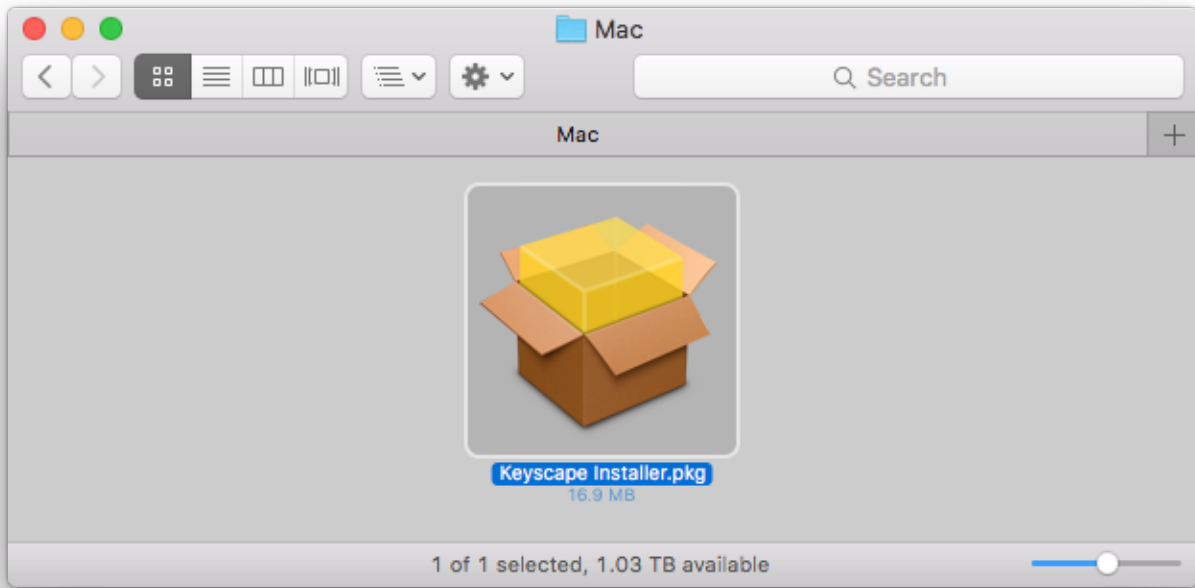 Mac
Search
Mac
Keyscape Installer.pkg
16.9 MB
1 of 1 selected, 1.03 TB available